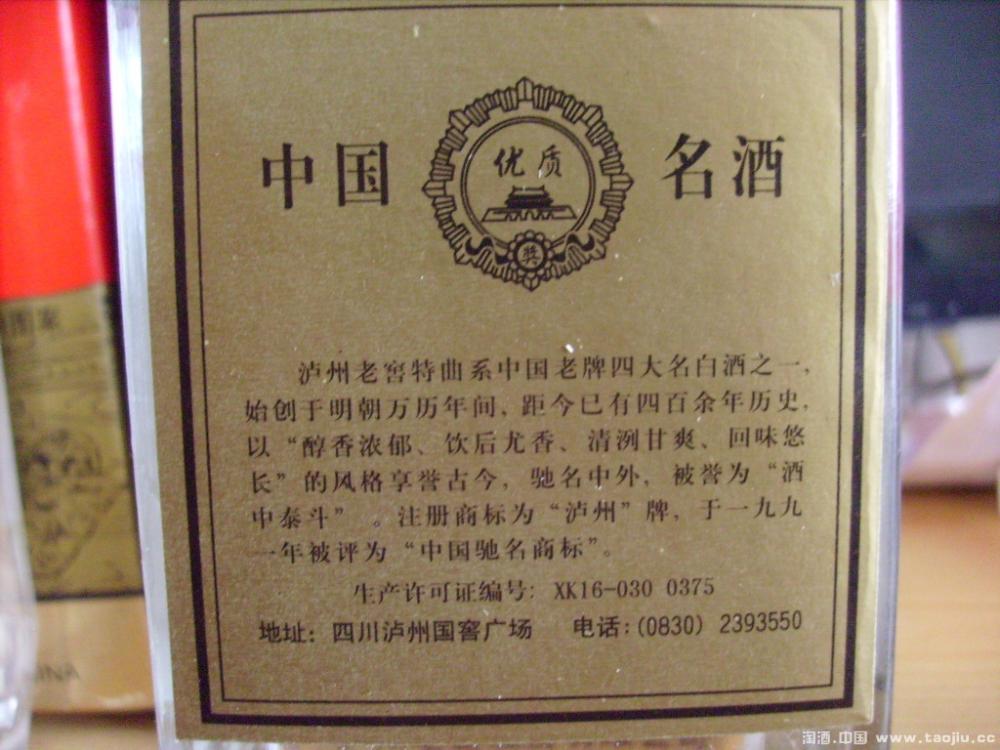 中国 优质 名酒
奖
泸州老窖特曲系中国老牌四大名白酒之一,
始创于明朝万历年间, 距今已有四百余年历史,
以“醇香浓郁、饮后尤香、清洌甘爽、回味悠
长”的风格享誉古今, 驰名中外, 被誉为“酒
中泰斗”。注册商标为“泸州”牌, 于一九九
一年被评为“中国驰名商标”。
生产许可证编号: XK16-030 0375
地址: 四川泸州国窖广场 电话: (0830) 2393550
淘酒.中国 www.taojiu.cc